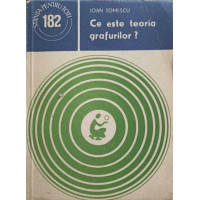 ȘTIINȚA PENTRU TOȚI
182
IOAN TOMESCU
Ce este teoria
grafurilor?